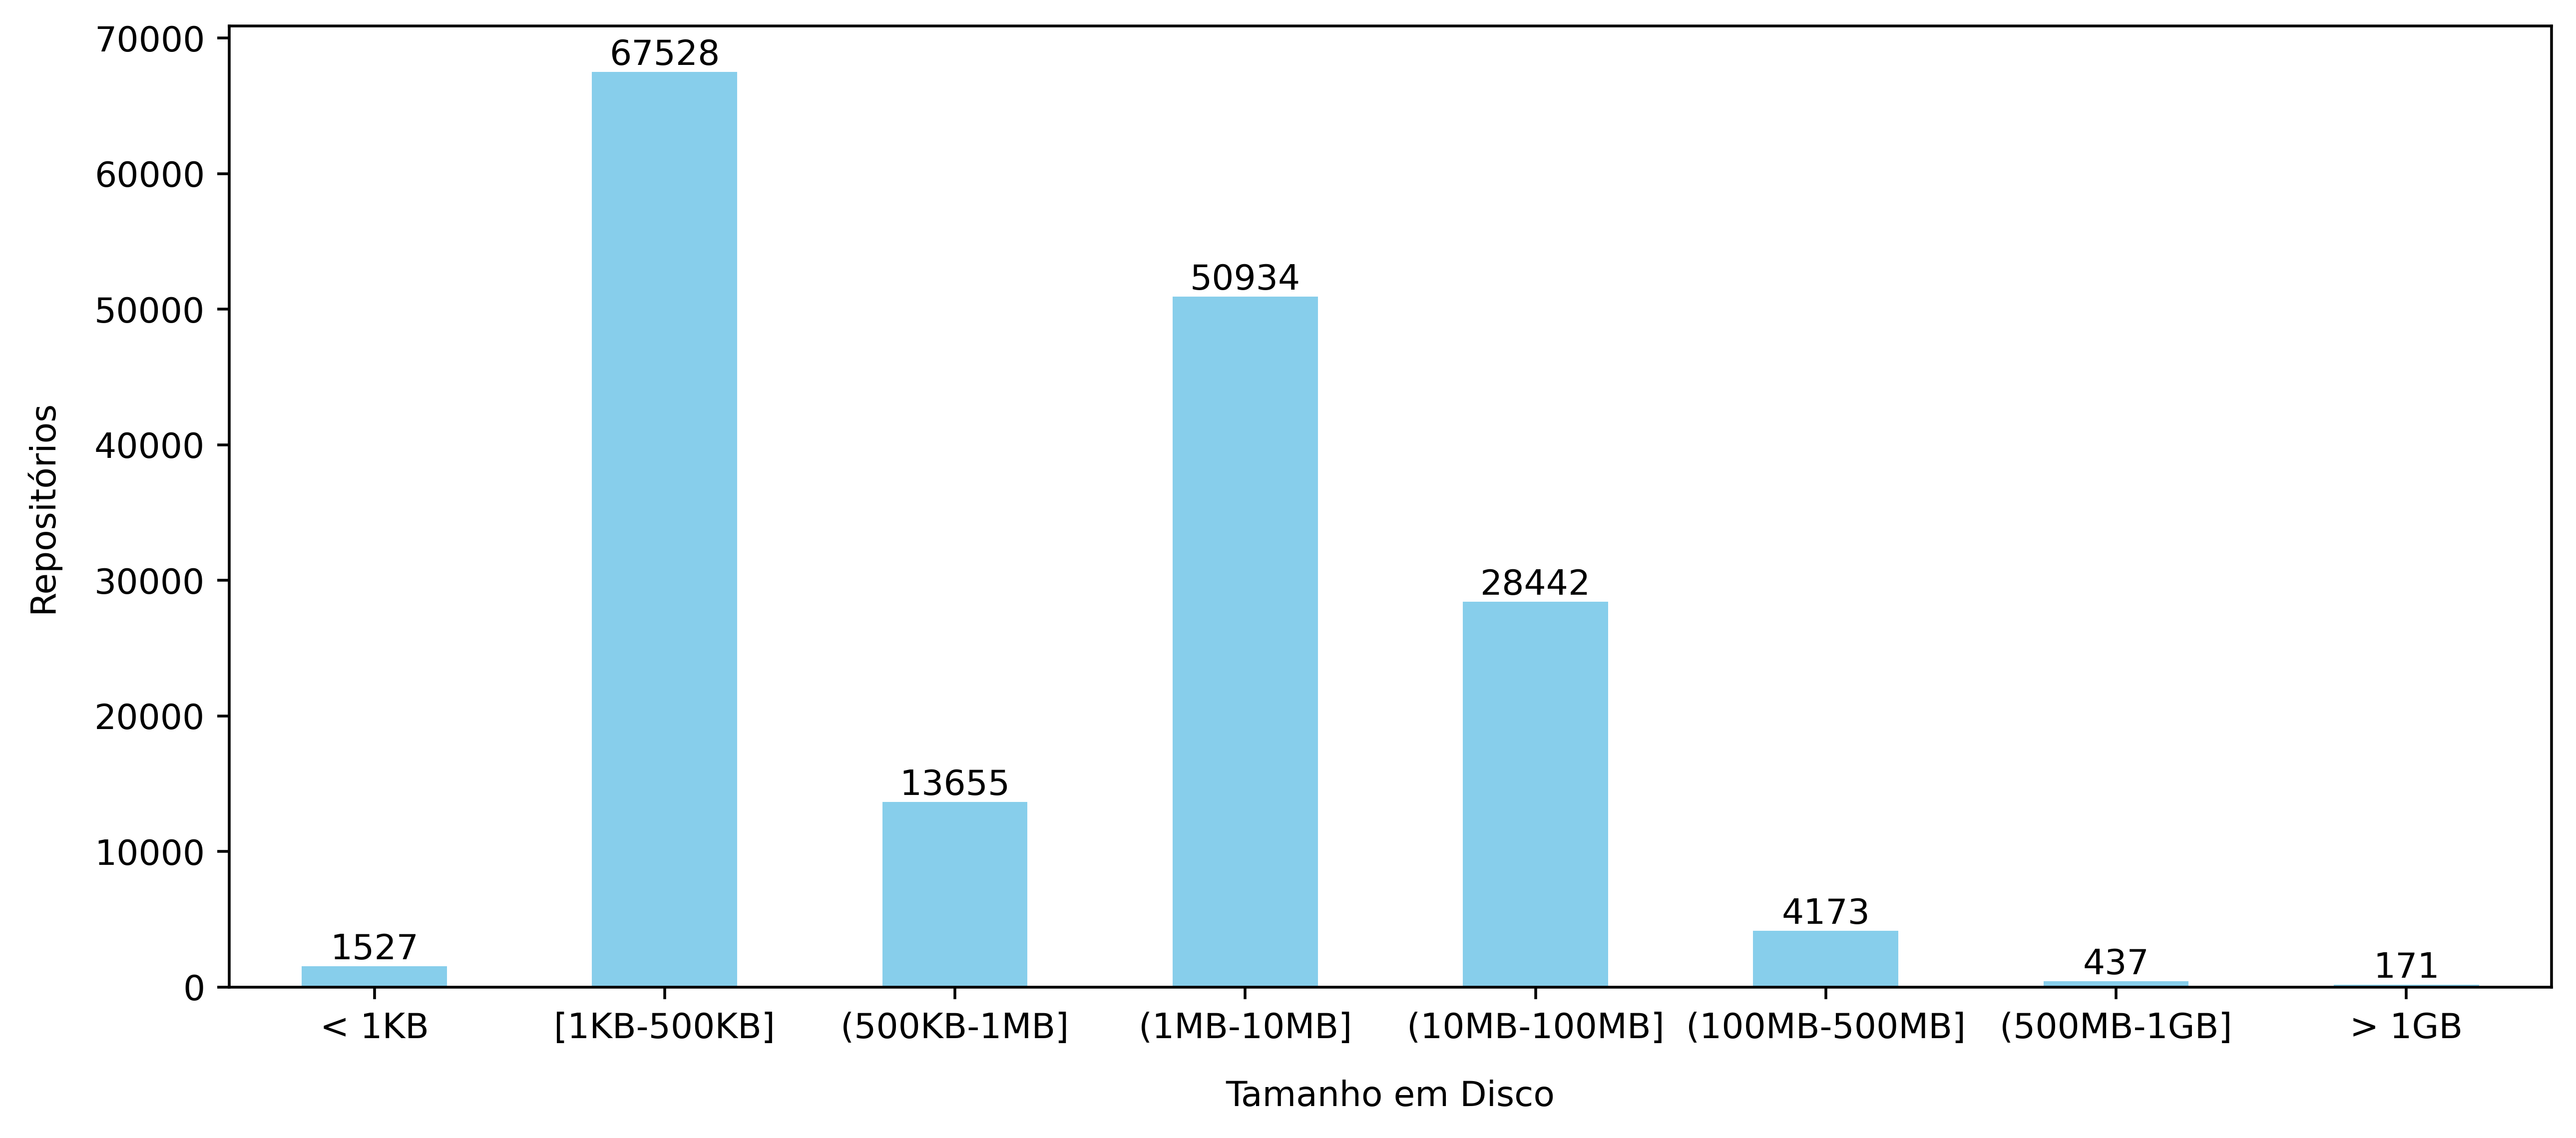 70000
60000
50000
40000
30000
20000
10000
0
Repositórios
1527
67528
13655
50934
28442
4173
437
171
< 1KB
[1KB-500KB]
(500KB-1MB]
(1MB-10MB]
(10MB-100MB]
(100MB-500MB]
(500MB-1GB]
> 1GB
Tamanho em Disco